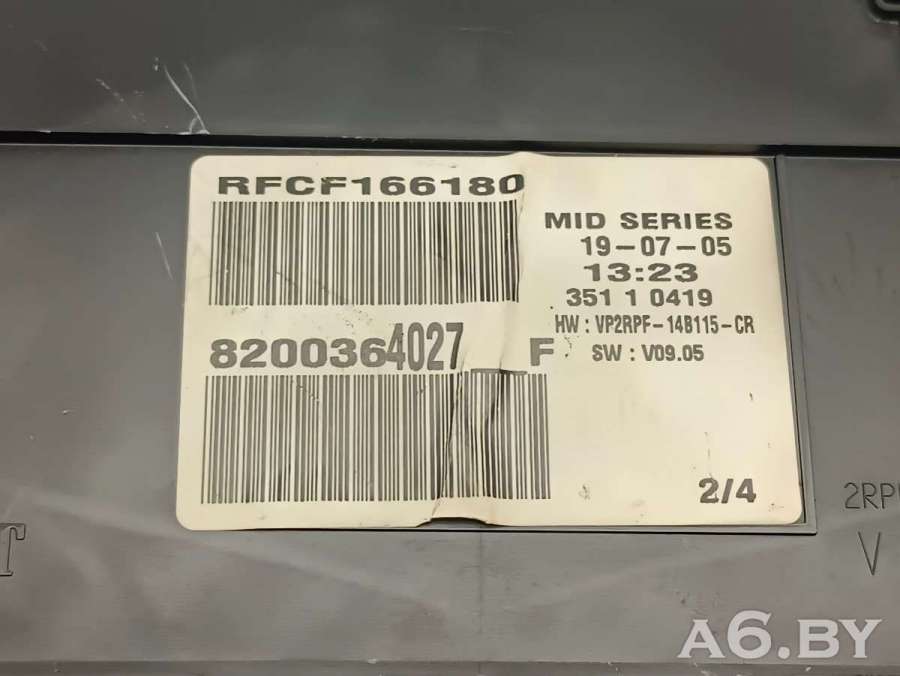 RFCF166180
MID SERIES
19-07-05
13:23
351 1 0419
HW : VP2RPF-14B115-CR
SW : V09.05
8200364027__F
2/4
2RP
V
T
A6.BY